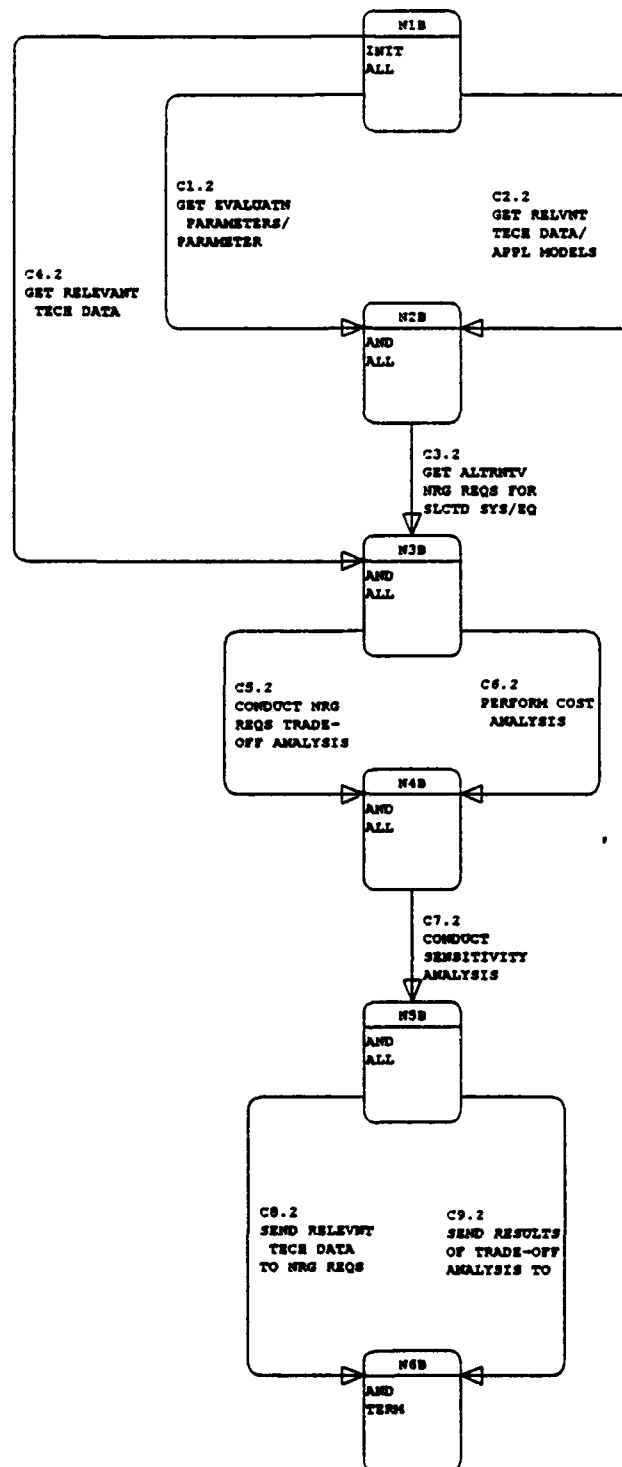 N1B
INIT
ALL
C1.2
GET EVALUATN
PARAMETERS/
PARAMETER
C2.2
GET RELVNT
TECH DATA/
APPL MODELS
C4.2
GET RELEVANT
TECH DATA
N2B
AND
ALL
C3.2
GET ALTRNTV
NRG REQS FOR
SLCTD SYS/EQ
N3B
AND
ALL
C5.2
CONDUCT NRG
REQS TRADE-
OFF ANALYSIS
C6.2
PERFORM COST
ANALYSIS
N4B
AND
ALL
C7.2
CONDUCT
SENSITIVITY
ANALYSIS
N5B
AND
ALL
C8.2
SEND RELEVNT
TECH DATA
TO NRG REQS
C9.2
SEND RESULTS
OF TRADE-OFF
ANALYSIS TO
N6B
AND
TERM